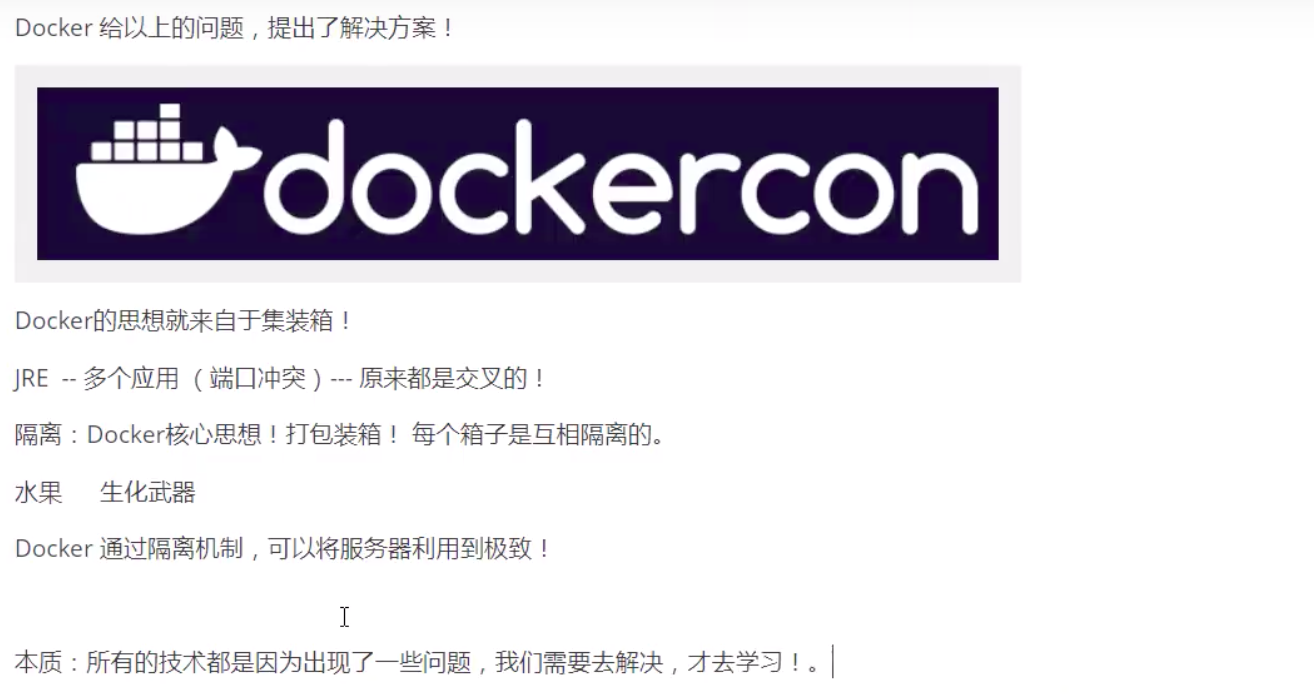 Docker 给以上的问题，提出了解决方案！
dockercon
Docker的思想就来自于集装箱！
JRE -- 多个应用（端口冲突）--- 原来都是交叉的！
隔离：Docker核心思想！打包装箱！ 每个箱子是互相隔离的。
水果 生化武器
Docker 通过隔离机制，可以将服务器利用到极致！
本质：所有的技术都是因为出现了一些问题，我们需要去解决，才去学习！。